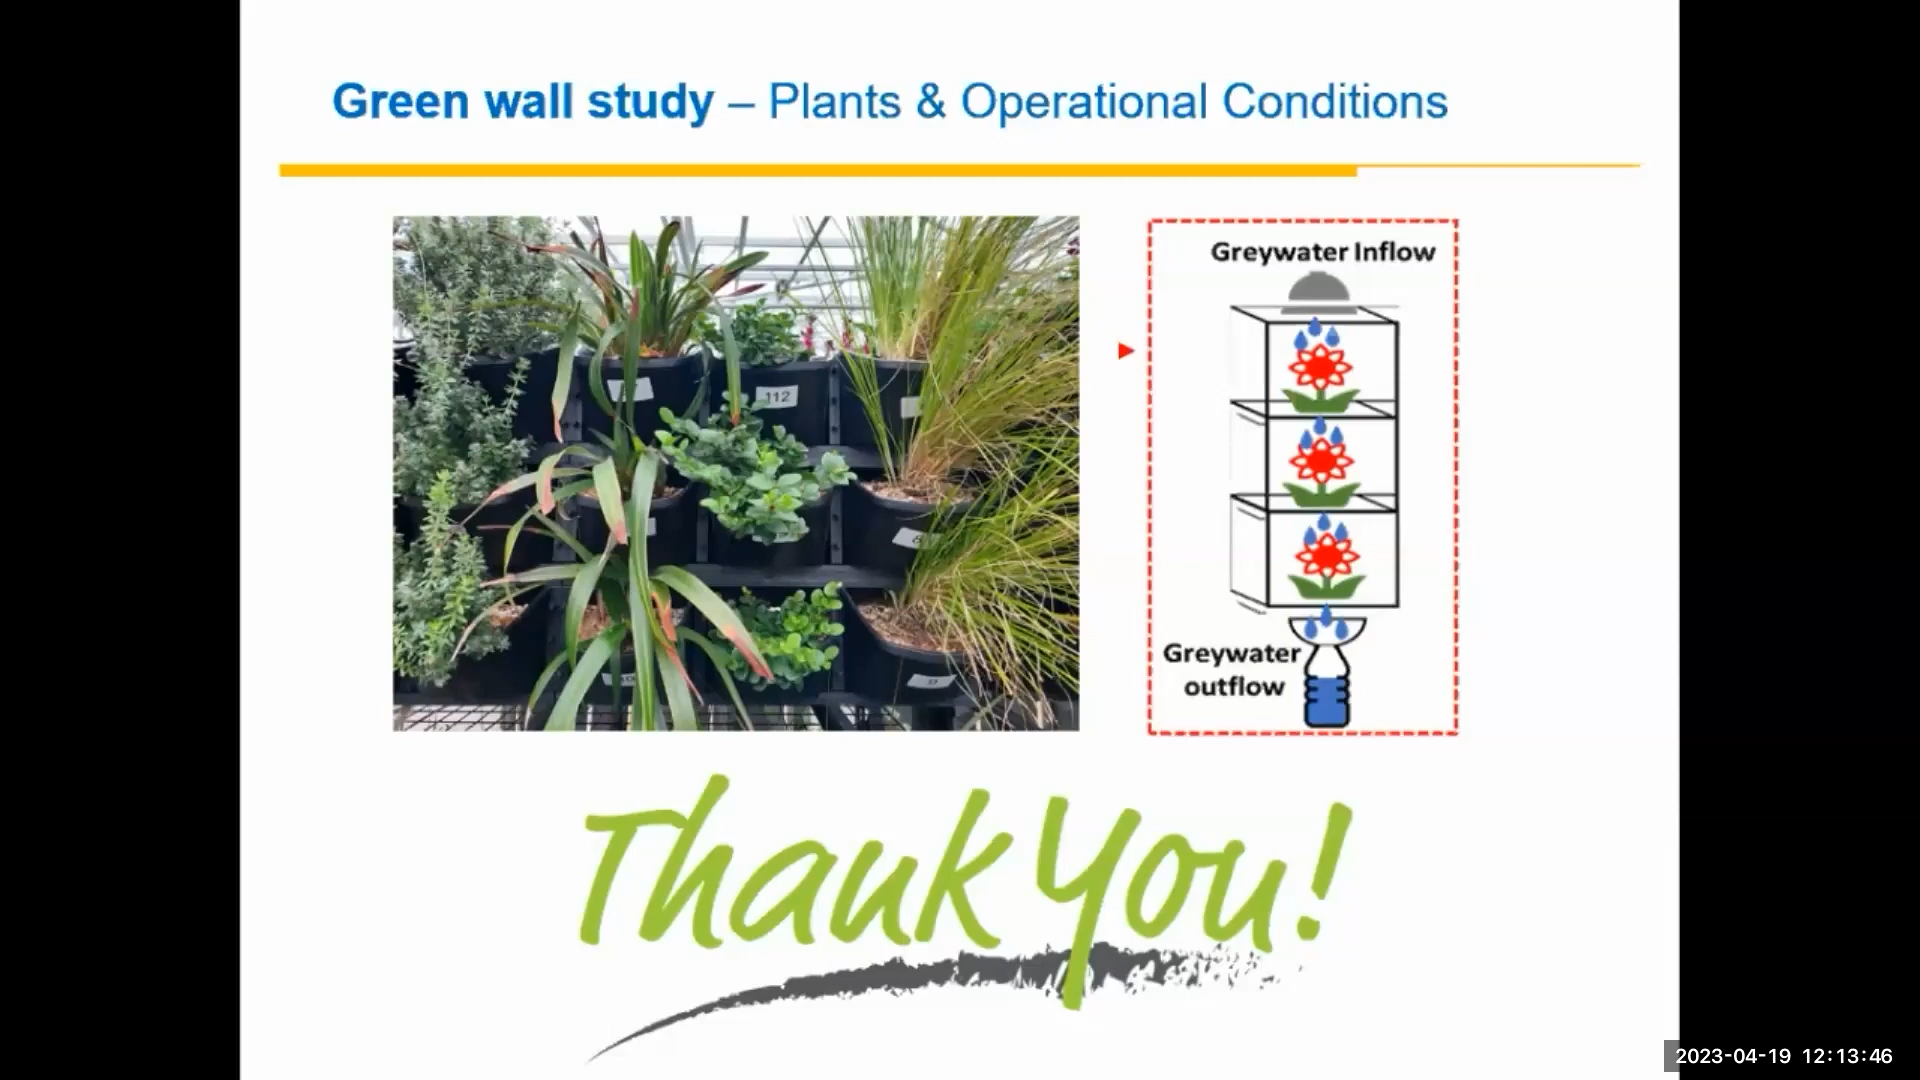 Green wall study – Plants & Operational Conditions
Greywater Inflow
112
Greywater
outflow
Thank You!
2023-04-19 12:13:46